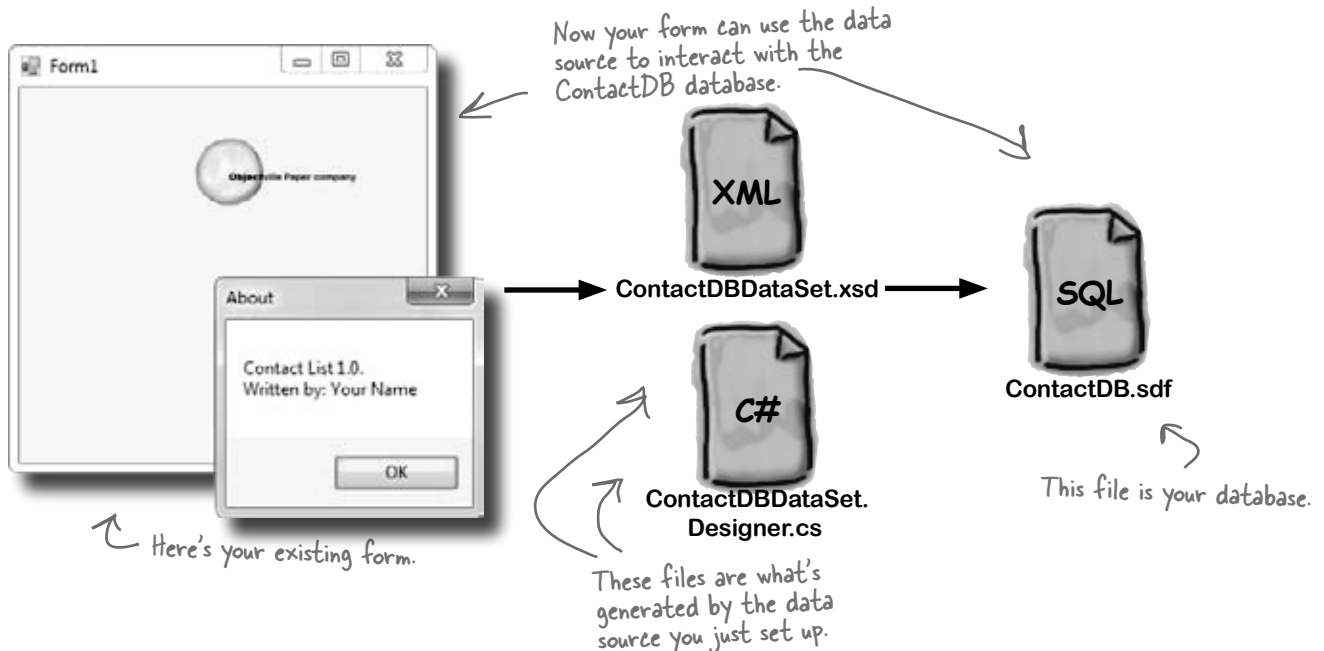 Now your form can use the data
source to interact with the
ContactDB database.
Form1
Objectville Paper company
XML
ContactDBDataSet.xsd
SQL
ContactDB.sdf
About
Contact List 1.0.
Written by: Your Name
OK
C#
ContactDBDataSet.
Designer.cs
This file is your database.
Here's your existing form.
These files are what's
generated by the data
source you just set up.